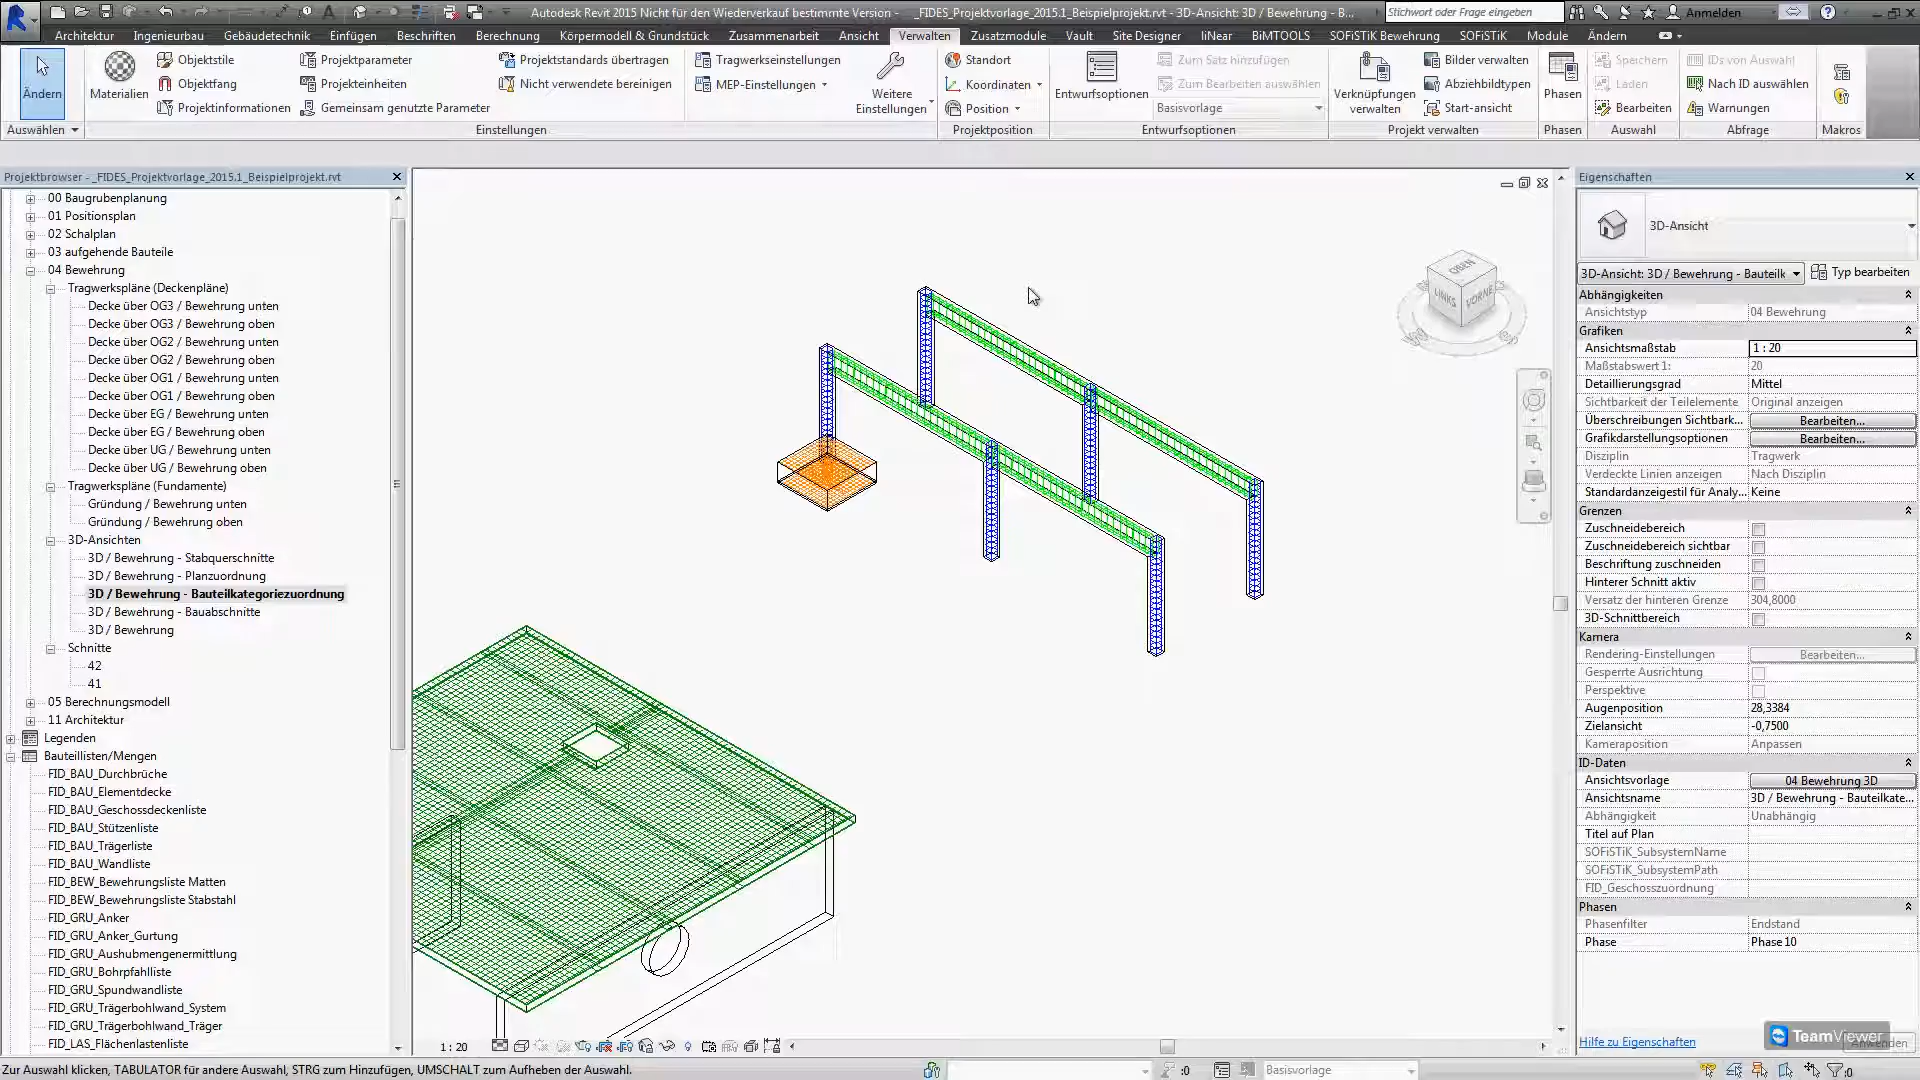 Autodesk Revit 2015 Nicht für den Wiederverkauf bestimmte Version - _FIDES_Projektvorlage_2015.1_Beispielprojekt.rvt - 3D-Ansicht: 3D / Bewehrung - B...
Stichwort oder Frage eingeben
Anmelden
Architektur Ingenieurbau Gebäudetechnik Einfügen Beschriften Berechnung Körpermodell & Grundstück Zusammenarbeit Ansicht Verwalten Zusatzmodule Vault Site Designer liNear BiMTOOLS SOFiSTiK Bewehrung SOFiSTiK Module Ändern
Ändern
Auswählen
Materialien
Objektstile
Objektfang
Projektinformationen
Projektparameter
Projekteinheiten
Gemeinsam genutzte Parameter
Projektstandards übertragen
Nicht verwendete bereinigen
Einstellungen
Tragwerkseinstellungen
MEP-Einstellungen
Weitere
Einstellungen
Standort
Koordinaten
Position
Projektposition
Entwurfsoptionen
Zum Satz hinzufügen
Zum Bearbeiten auswählen
Basisvorlage
Entwurfsoptionen
Verknüpfungen
verwalten
Bilder verwalten
Abziehbildtypen
Start-ansicht
Projekt verwalten
Phasen
Phasen
Speichern
Laden
Bearbeiten
Auswahl
IDs von Auswahl
Nach ID auswählen
Warnungen
Abfrage
Makros
Projektbrowser - _FIDES_Projektvorlage_2015.1_Beispielprojekt.rvt
00 Baugrubenplanung
01 Positionsplan
02 Schalplan
03 aufgehende Bauteile
04 Bewehrung
Tragwerkspläne (Deckenpläne)
Decke über OG3 / Bewehrung unten
Decke über OG3 / Bewehrung oben
Decke über OG2 / Bewehrung unten
Decke über OG2 / Bewehrung oben
Decke über OG1 / Bewehrung unten
Decke über OG1 / Bewehrung oben
Decke über EG / Bewehrung unten
Decke über EG / Bewehrung oben
Decke über UG / Bewehrung unten
Decke über UG / Bewehrung oben
Tragwerkspläne (Fundamente)
Gründung / Bewehrung unten
Gründung / Bewehrung oben
3D-Ansichten
3D / Bewehrung - Stabquerschnitte
3D / Bewehrung - Planzuordnung
3D / Bewehrung - Bauteilkategoriezuordnung
3D / Bewehrung - Bauabschnitte
3D / Bewehrung
Schnitte
42
41
05 Berechnungsmodell
11 Architektur
Legenden
Bauteillisten/Mengen
FID_BAU_Durchbrüche
FID_BAU_Elementdecke
FID_BAU_Geschossdeckenliste
FID_BAU_Stützenliste
FID_BAU_Trägerliste
FID_BAU_Wandliste
FID_BEW_Bewehrungsliste Matten
FID_BEW_Bewehrungsliste Stabstahl
FID_GRU_Anker
FID_GRU_Anker_Gurtung
FID_GRU_Aushubmengenermittlung
FID_GRU_Bohrpfahlliste
FID_GRU_Spundwandliste
FID_GRU_Trägerbohlwand_System
FID_GRU_Trägerbohlwand_Träger
FID_LAS_Flächenlastenliste
OBEN
LINKS
VORNE
1 : 20
Eigenschaften
3D-Ansicht
3D-Ansicht: 3D / Bewehrung - Bauteilk
Typ bearbeiten
Abhängigkeiten
Ansichtstyp 04 Bewehrung
Grafiken
Ansichtsmaßstab 1 : 20
Maßstabswert 1: 20
Detaillierungsgrad Mittel
Sichtbarkeit der Teilelemente Original anzeigen
Überschreibungen Sichtbark... Bearbeiten...
Grafikdarstellungsoptionen Bearbeiten...
Disziplin Tragwerk
Verdeckte Linien anzeigen Nach Disziplin
Standardanzeigestil für Analy... Keine
Grenzen
Zuschneidebereich
Zuschneidebereich sichtbar
Beschriftung zuschneiden
Hinterer Schnitt aktiv
Versatz der hinteren Grenze 304,8000
3D-Schnittbereich
Kamera
Rendering-Einstellungen Bearbeiten...
Gesperrte Ausrichtung
Perspektive
Augenposition 28,3384
Zielansicht -0,7500
Kameraposition Anpassen
ID-Daten
Ansichtsvorlage 04 Bewehrung 3D
Ansichtsname 3D / Bewehrung - Bauteilkate...
Abhängigkeit Unabhängig
Titel auf Plan
SOFiSTiK_SubsystemName
SOFiSTiK_SubsystemPath
FID_Geschosszuordnung
Phasen
Phasenfilter Endstand
Phase Phase 10
Hilfe zu Eigenschaften
TeamViewer
Anwenden
Zur Auswahl klicken, TABULATOR für andere Auswahl, STRG zum Hinzufügen, UMSCHALT zum Aufheben der Auswahl.
:0
Basisvorlage
:0